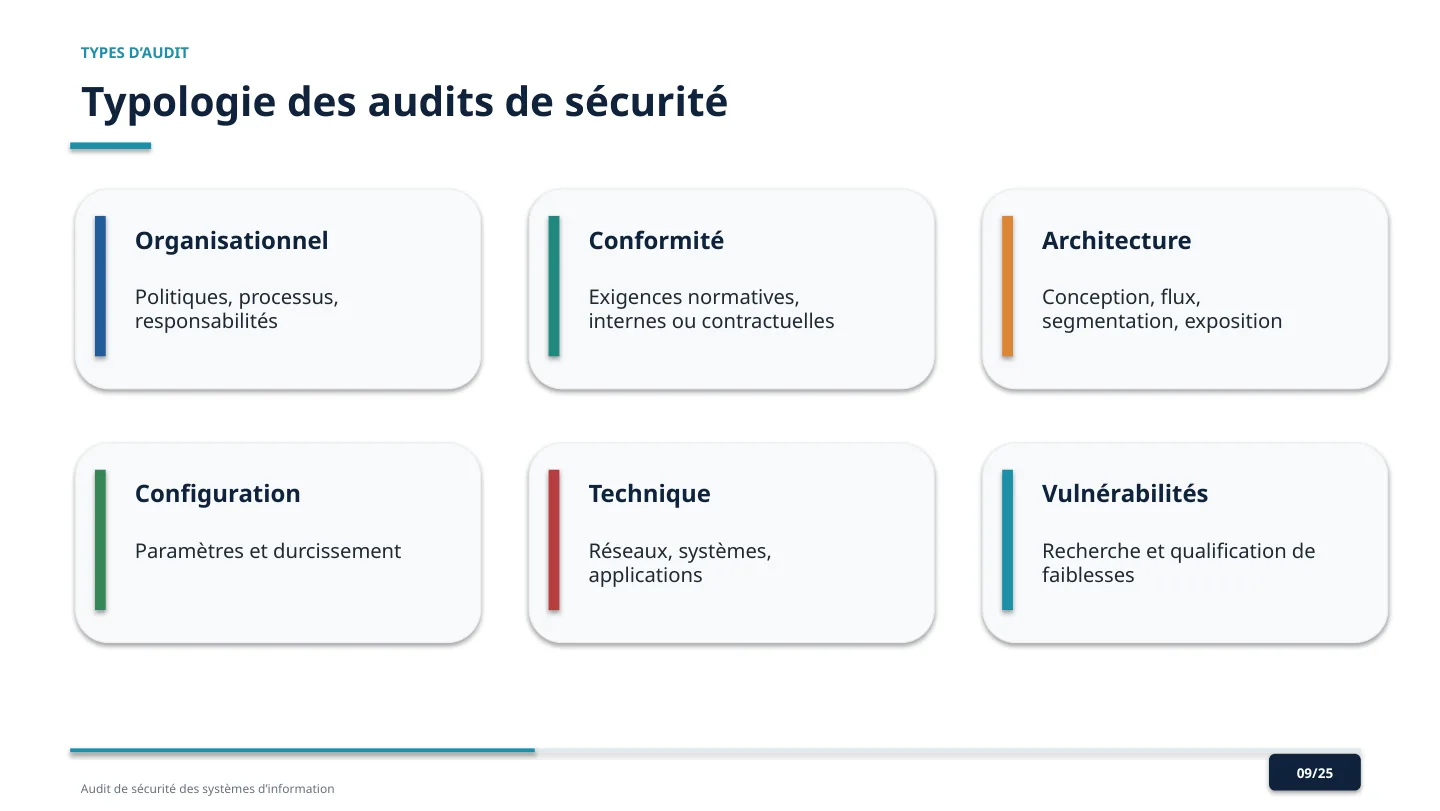 TYPES D’AUDIT
Typologie des audits de sécurité
Organisationnel
Politiques, processus,
responsabilités
Conformité
Exigences normatives,
internes ou contractuelles
Architecture
Conception, flux,
segmentation, exposition
Configuration
Paramètres et durcissement
Technique
Réseaux, systèmes,
applications
Vulnérabilités
Recherche et qualification de
faiblesses
Audit de sécurité des systèmes d’information
09/25